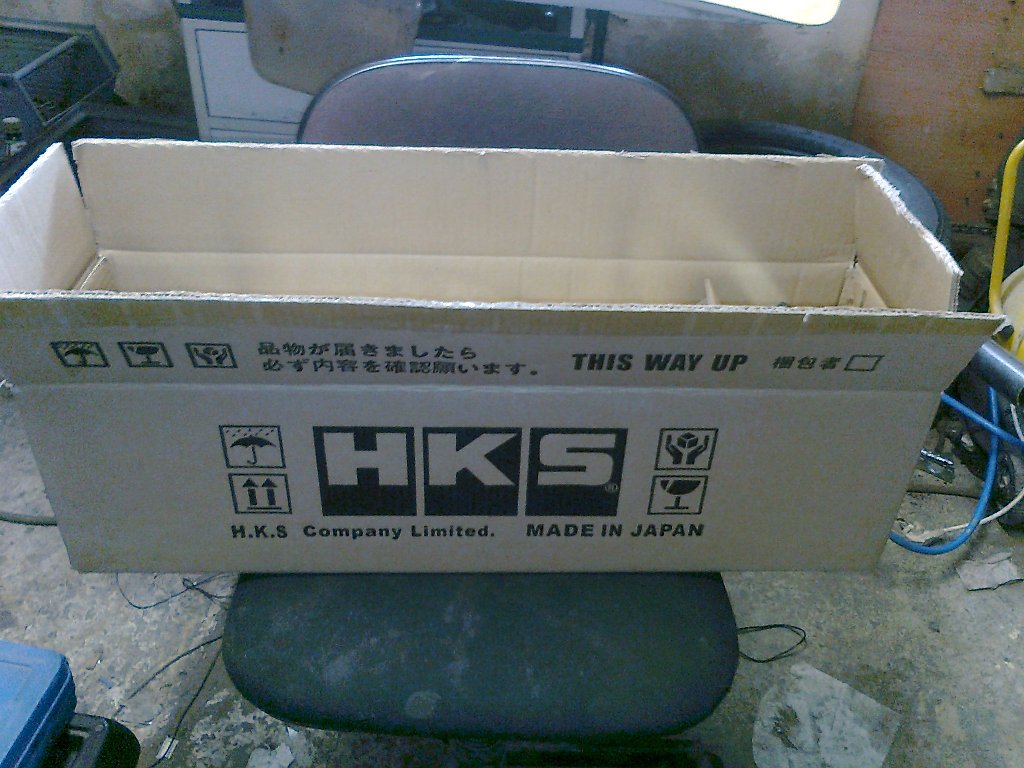 品物が届きましたら
必ず内容を確認願います。
THIS WAY UP 梱包者
HKS®
H.K.S Company Limited. MADE IN JAPAN